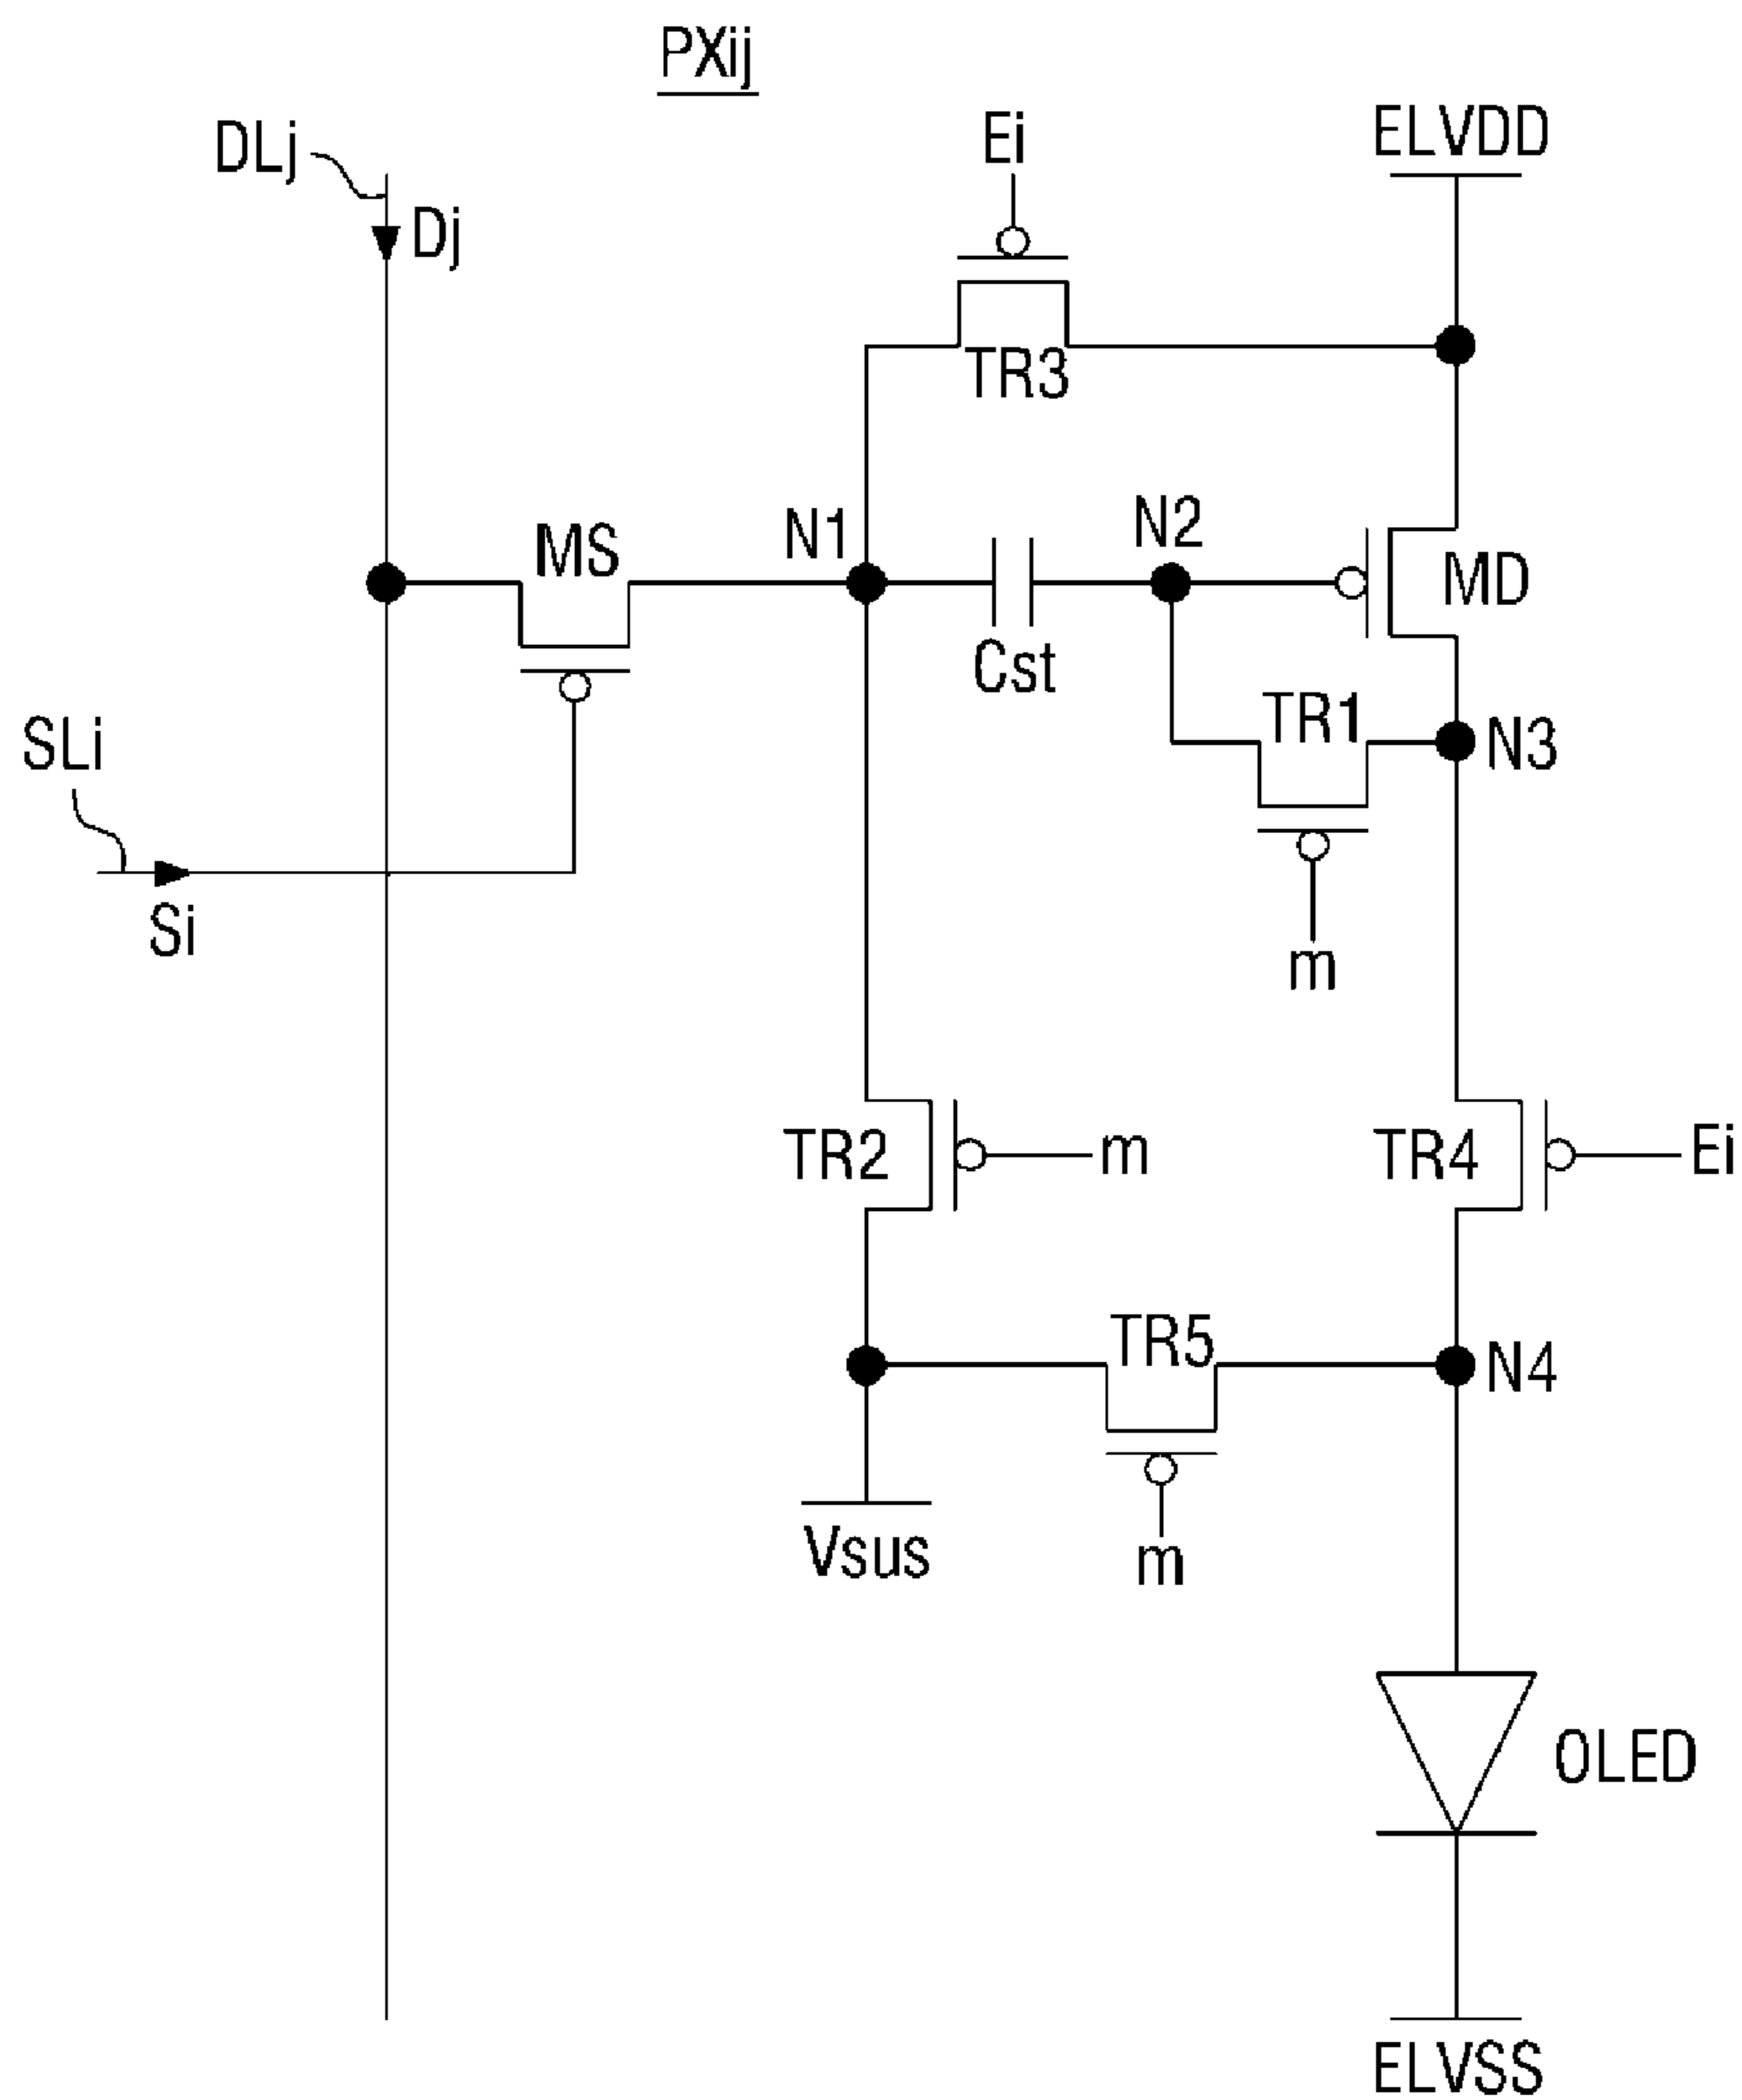 PXij
DLj
Dj
Ei
ELVDD
TR3
MS
N1
N2
MD
Cst
TR1
N3
SLi
Si
m
TR2
m
TR4
Ei
TR5
N4
Vsus
m
OLED
ELVSS